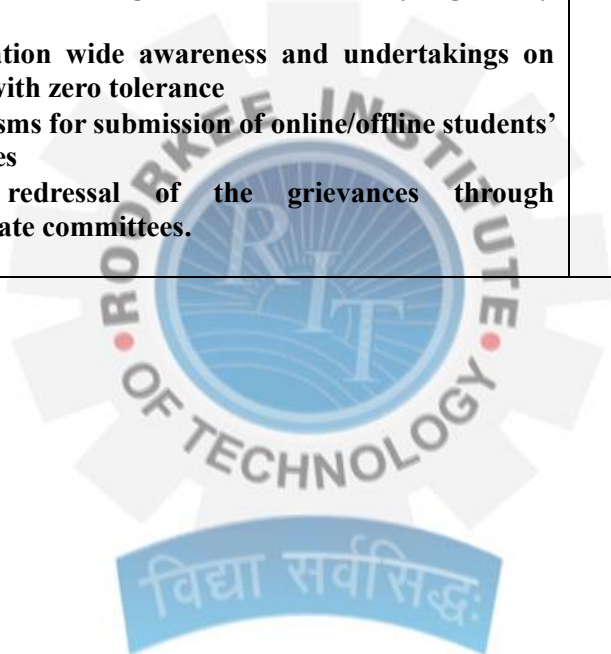 ation wide awareness and undertakings on
with zero tolerance
sms for submission of online/offline students’
es
redressal of the grievances through
ate committees.
ROORKEE INSTITUTE
OF TECHNOLOGY
RIT
विद्या सर्वसिद्धः